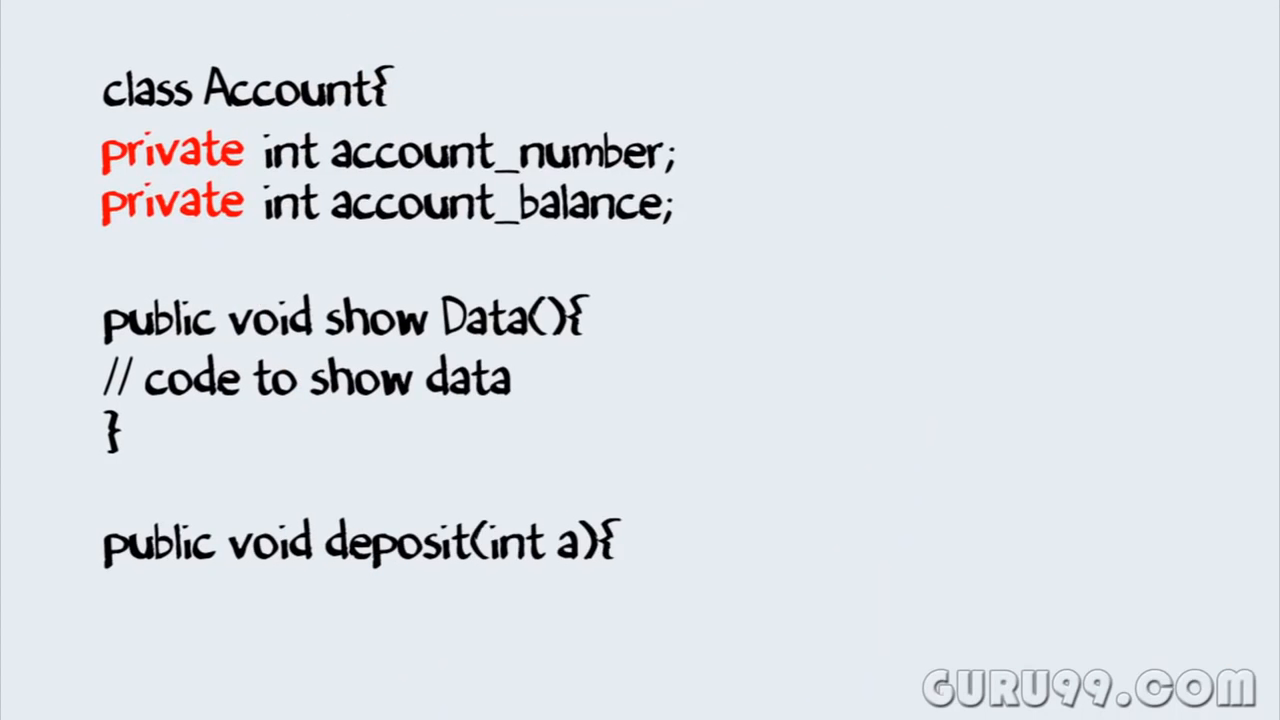 class Account{
private int account_number;
private int account_balance;
public void show Data(){
// code to show data
}
public void deposit(int a){
GURU99.COM